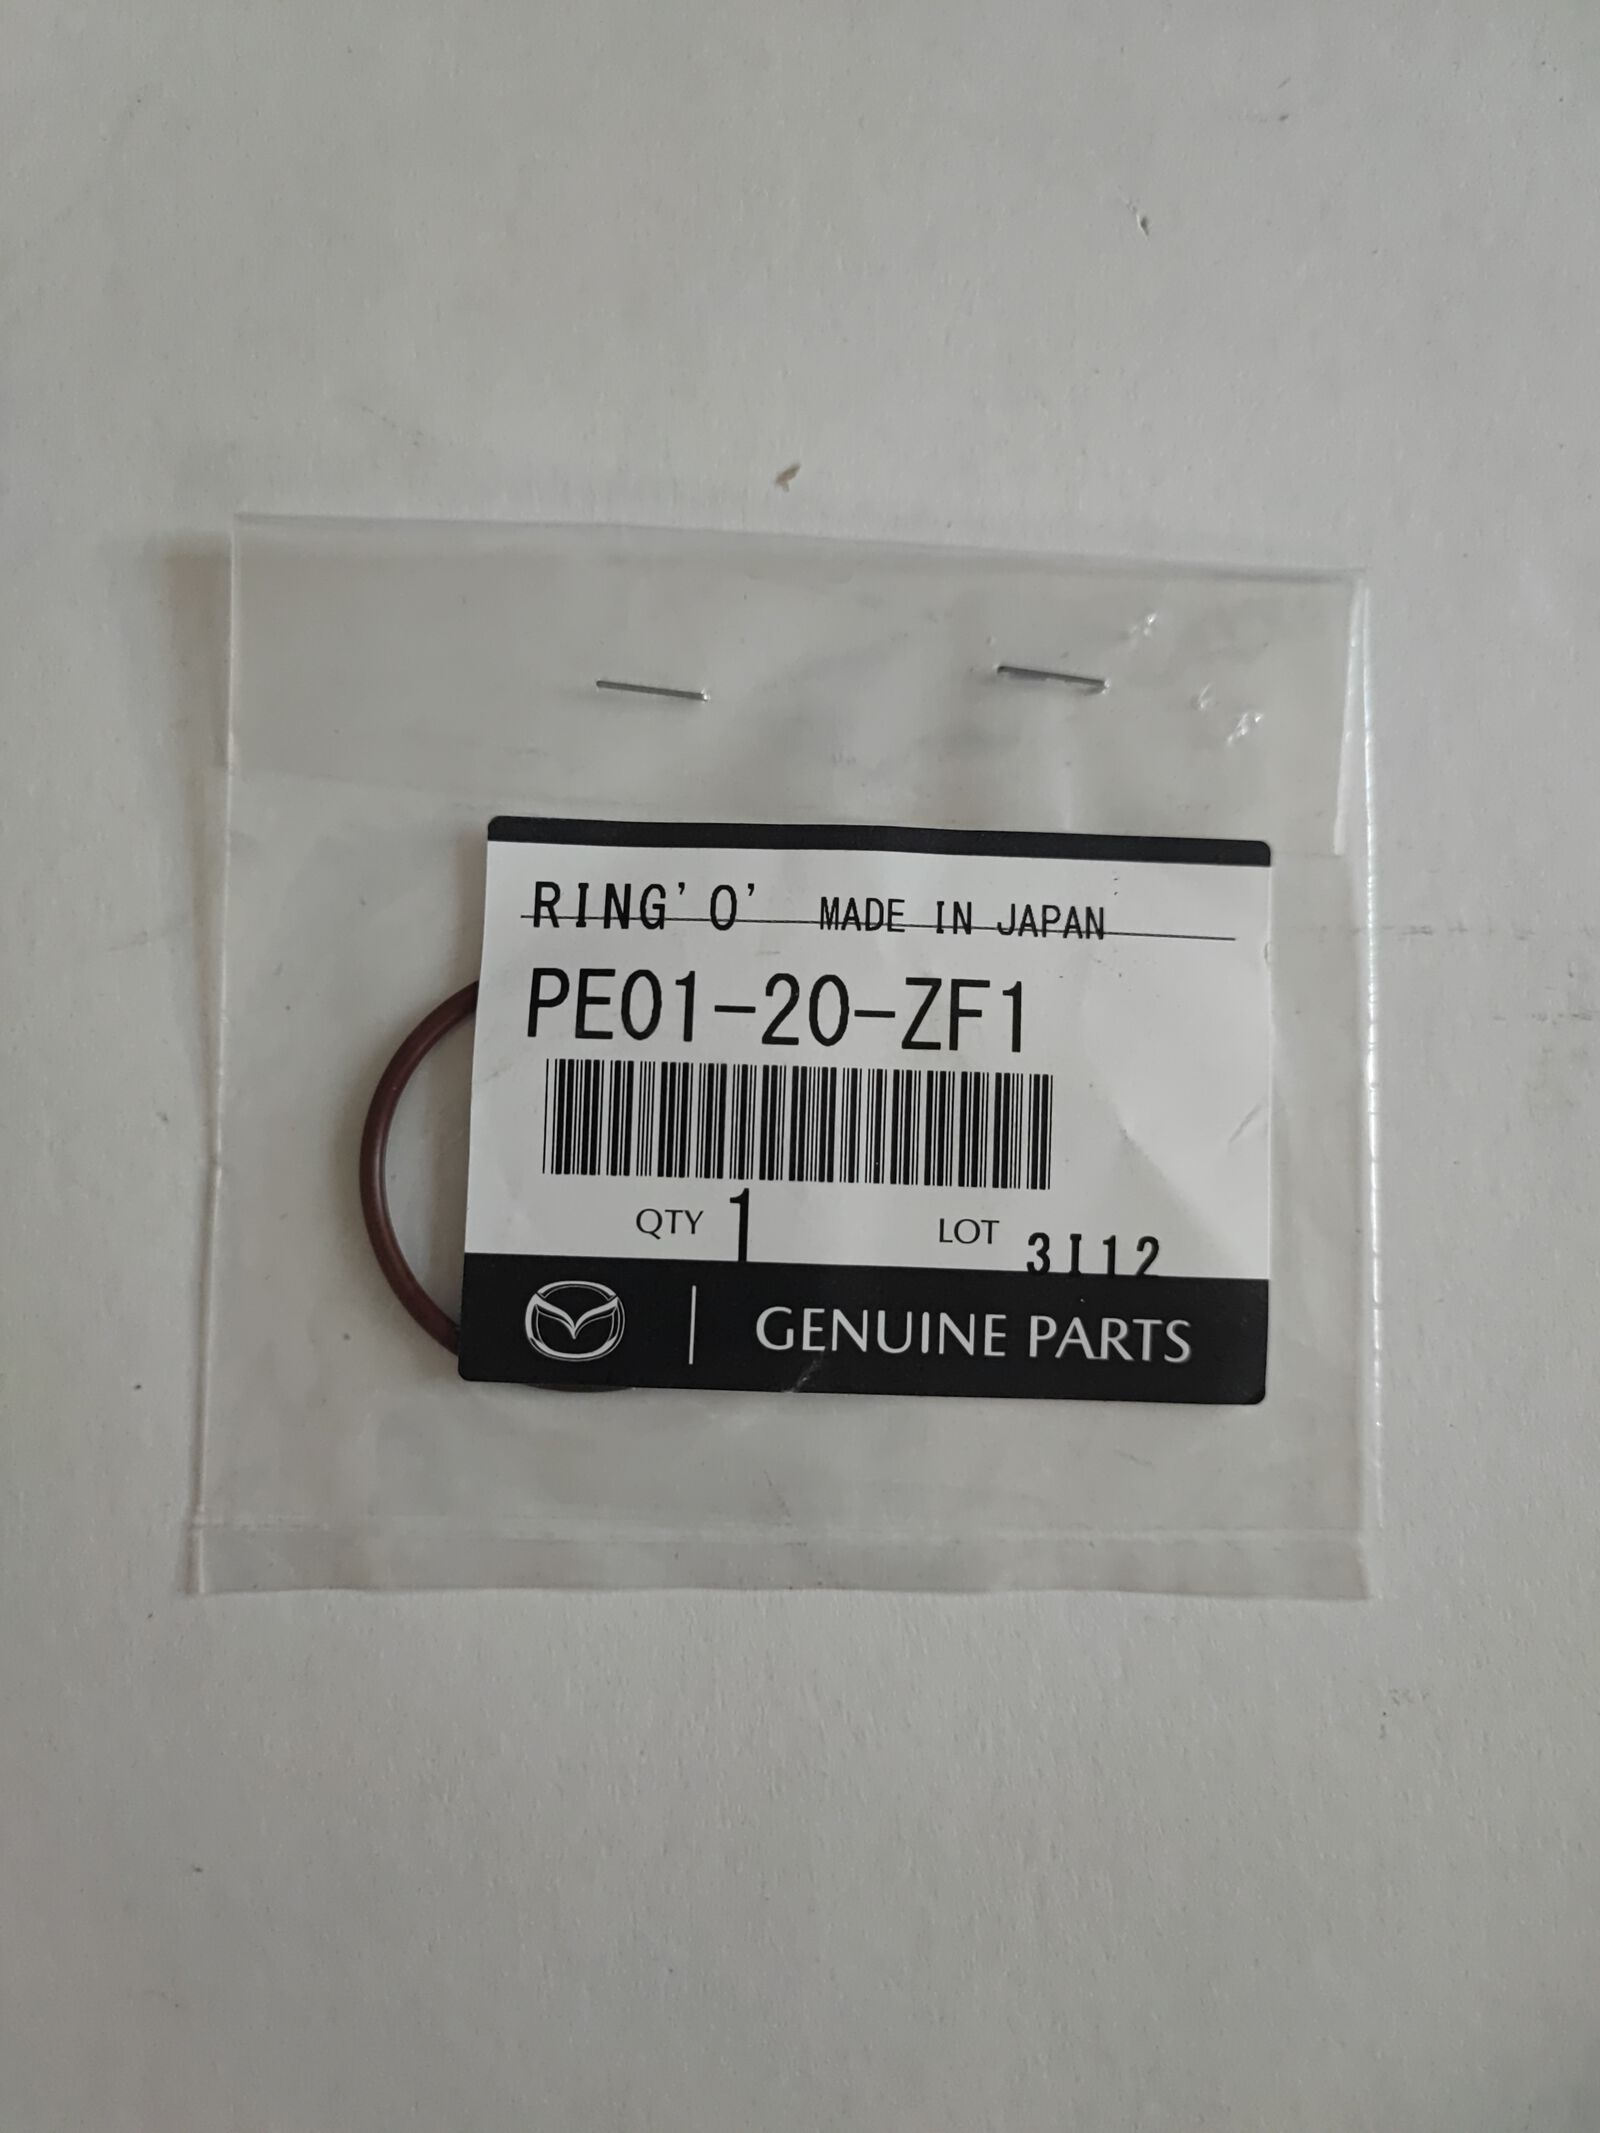 RING'O' MADE IN JAPAN
PE01-20-ZF1
QTY 1 LOT 3I12
GENUINE PARTS